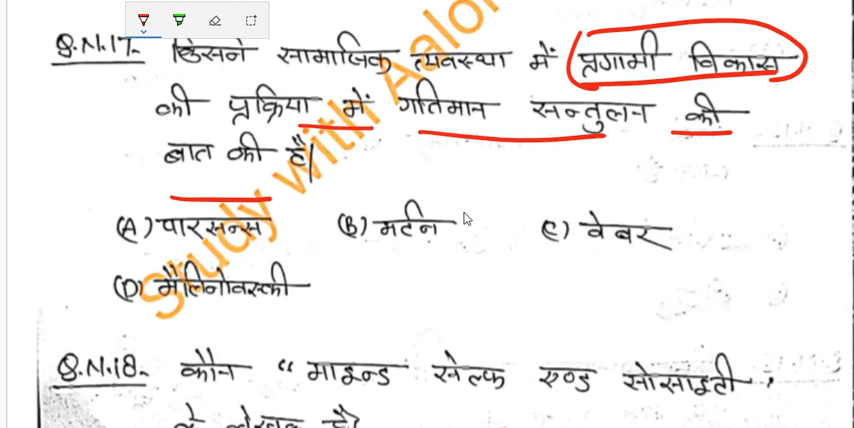 Q.N.17- किसने सामाजिक व्यवस्था में प्रगामी विकास
की प्रक्रिया में गतिमान सन्तुलन की
बात की है|
(A) पारसन्स (B) मर्टन (C) वेबर
(D) मैलिनोवस्की
Q.N.18- कौन “माइन्ड सेल्फ एण्ड सोसाइटी,
है
Study with Aalo